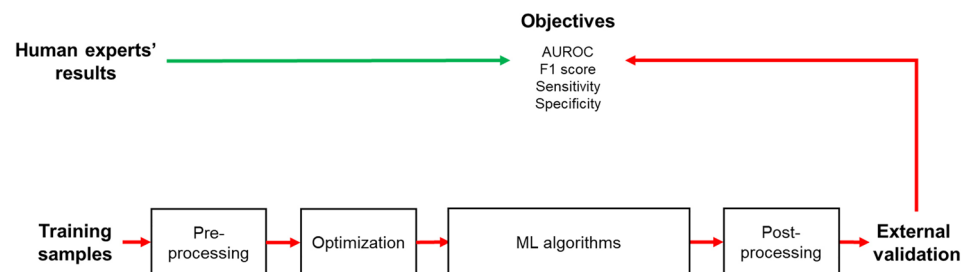 Objectives
Human experts'
results
AUROC
F1 score
Sensitivity
Specificity
Training
samples
Pre-
processing
Optimization
ML algorithms
Post-
processing
External
validation